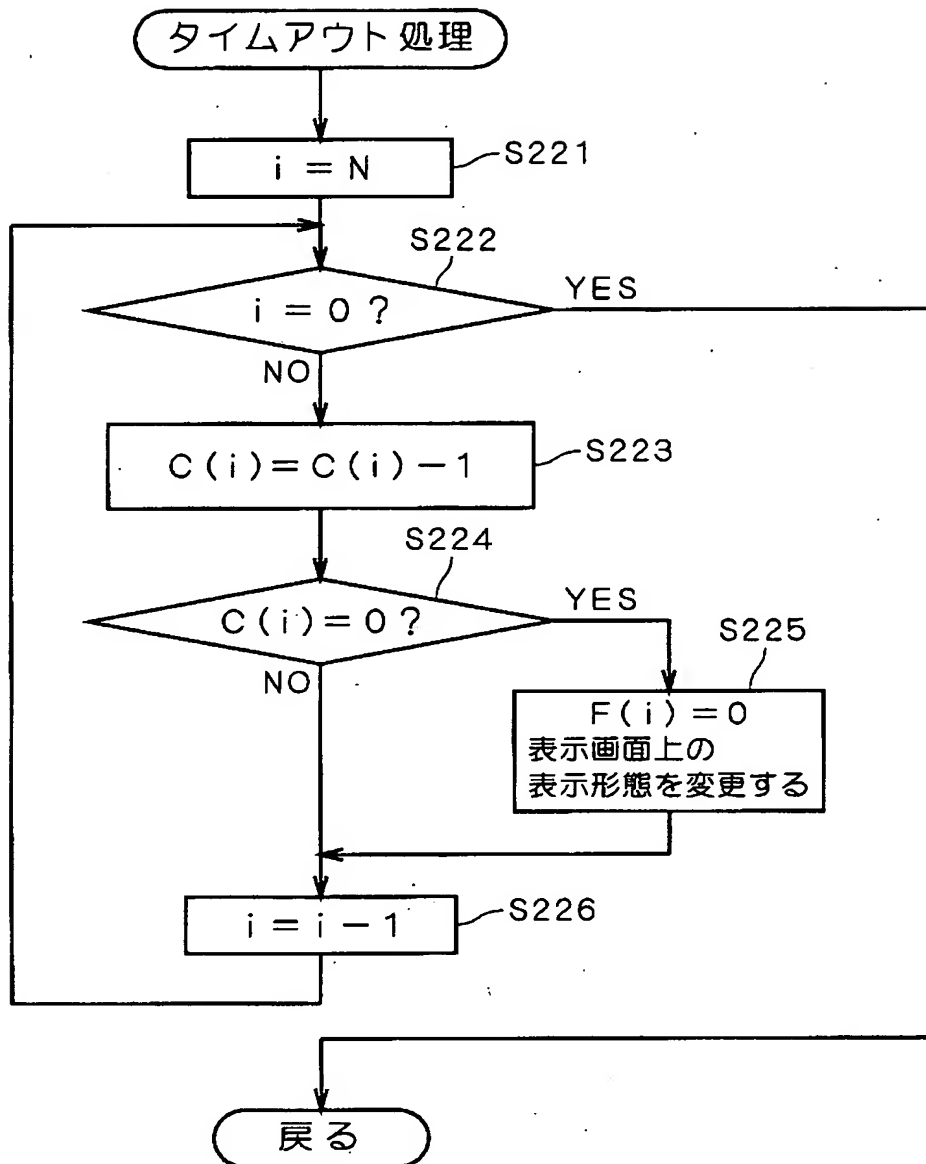 タイムアウト処理
i=N
S221
S222
i=0?
YES
NO
C(i)=C(i)-1
S223
S224
C(i)=0?
YES
NO
S225
F(i)=0
表示画面上の
表示形態を変更する
i=i-1
S226
戻る